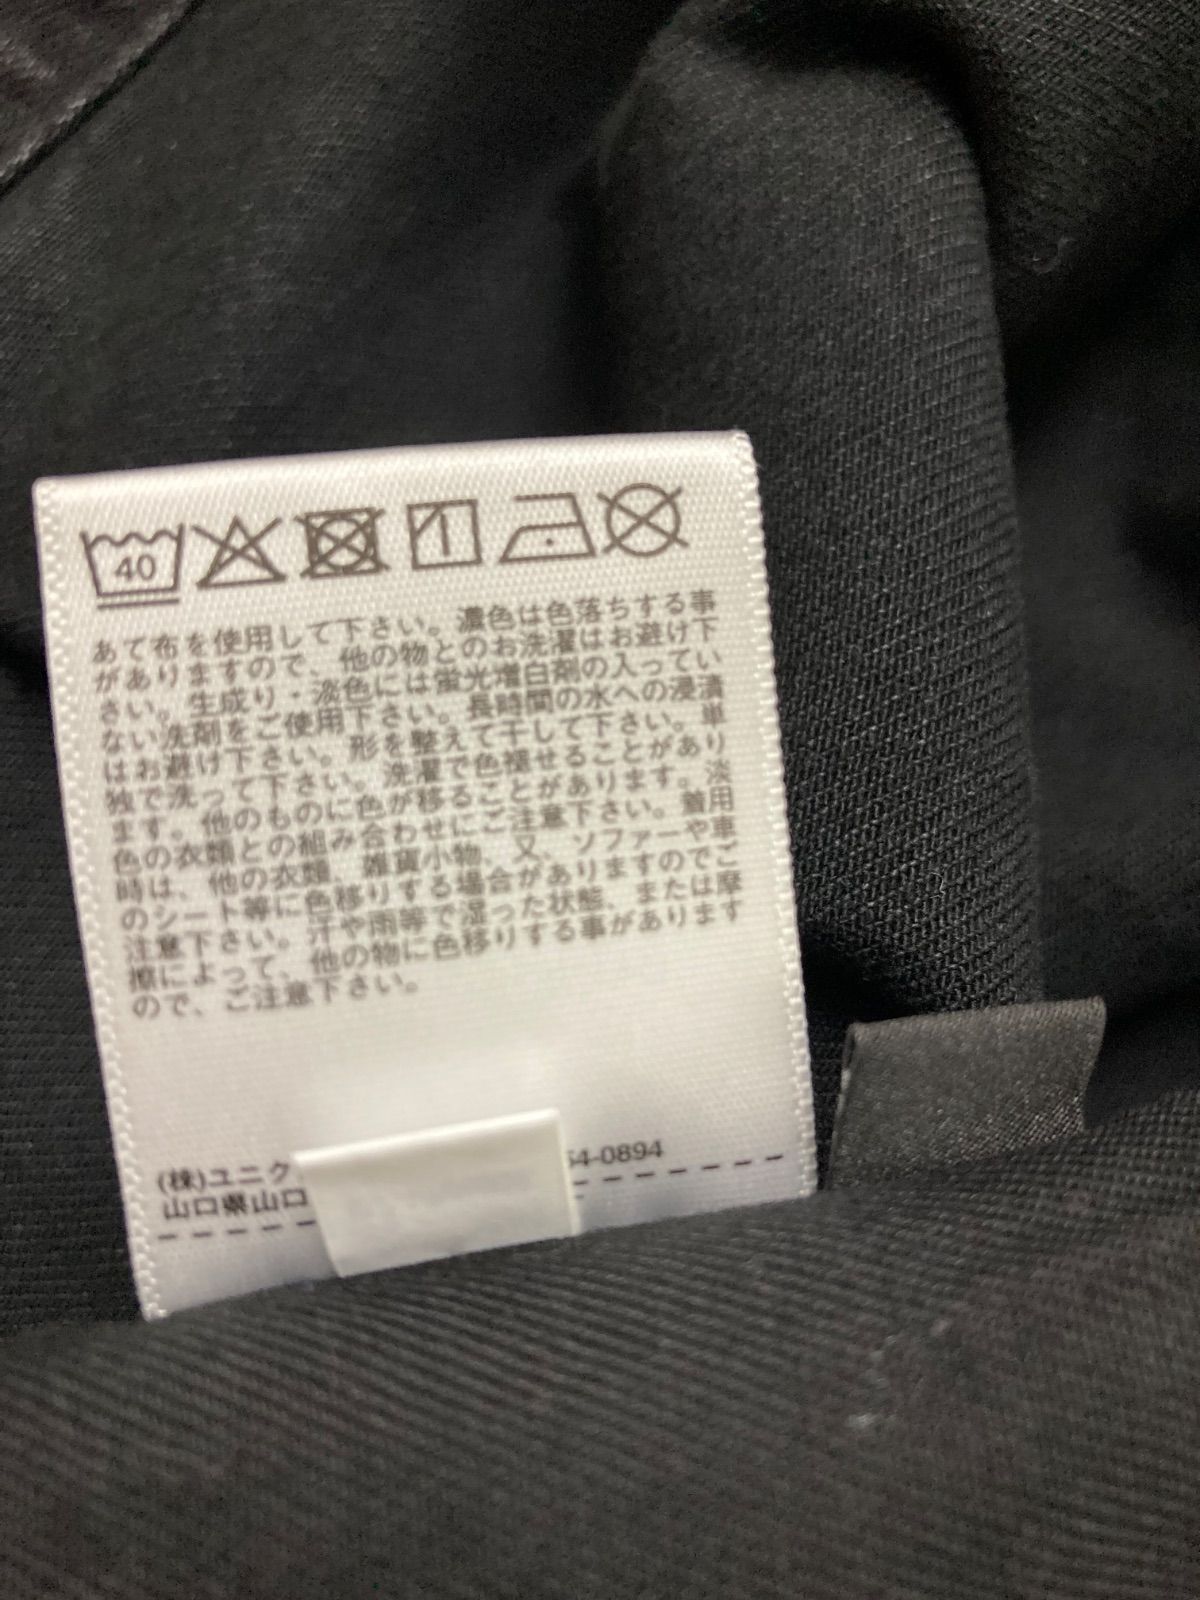 40
あて布を使用して下さい。濃色は色落ちする事
がありますので、他の物とのお洗濯はお避け下
さい。生成り・淡色には蛍光増白剤の入ってい
ない洗剤をご使用下さい。長時間の水への浸漬
はお避け下さい。形を整えて干して下さい。単
独で洗って下さい。洗濯で色褪せることがあり
ます。他のものに色が移ることがあります。淡
色の衣類との組み合わせにご注意下さい。着用
時は、他の衣類、雑貨小物、又、ソファーや車
のシート等に色移りする場合がありますのでご
注意下さい。汗や雨等で湿った状態、または摩
擦によって、他の物に色移りする事があります
ので、ご注意下さい。
(株)ユニク 54-0894
山口県山口